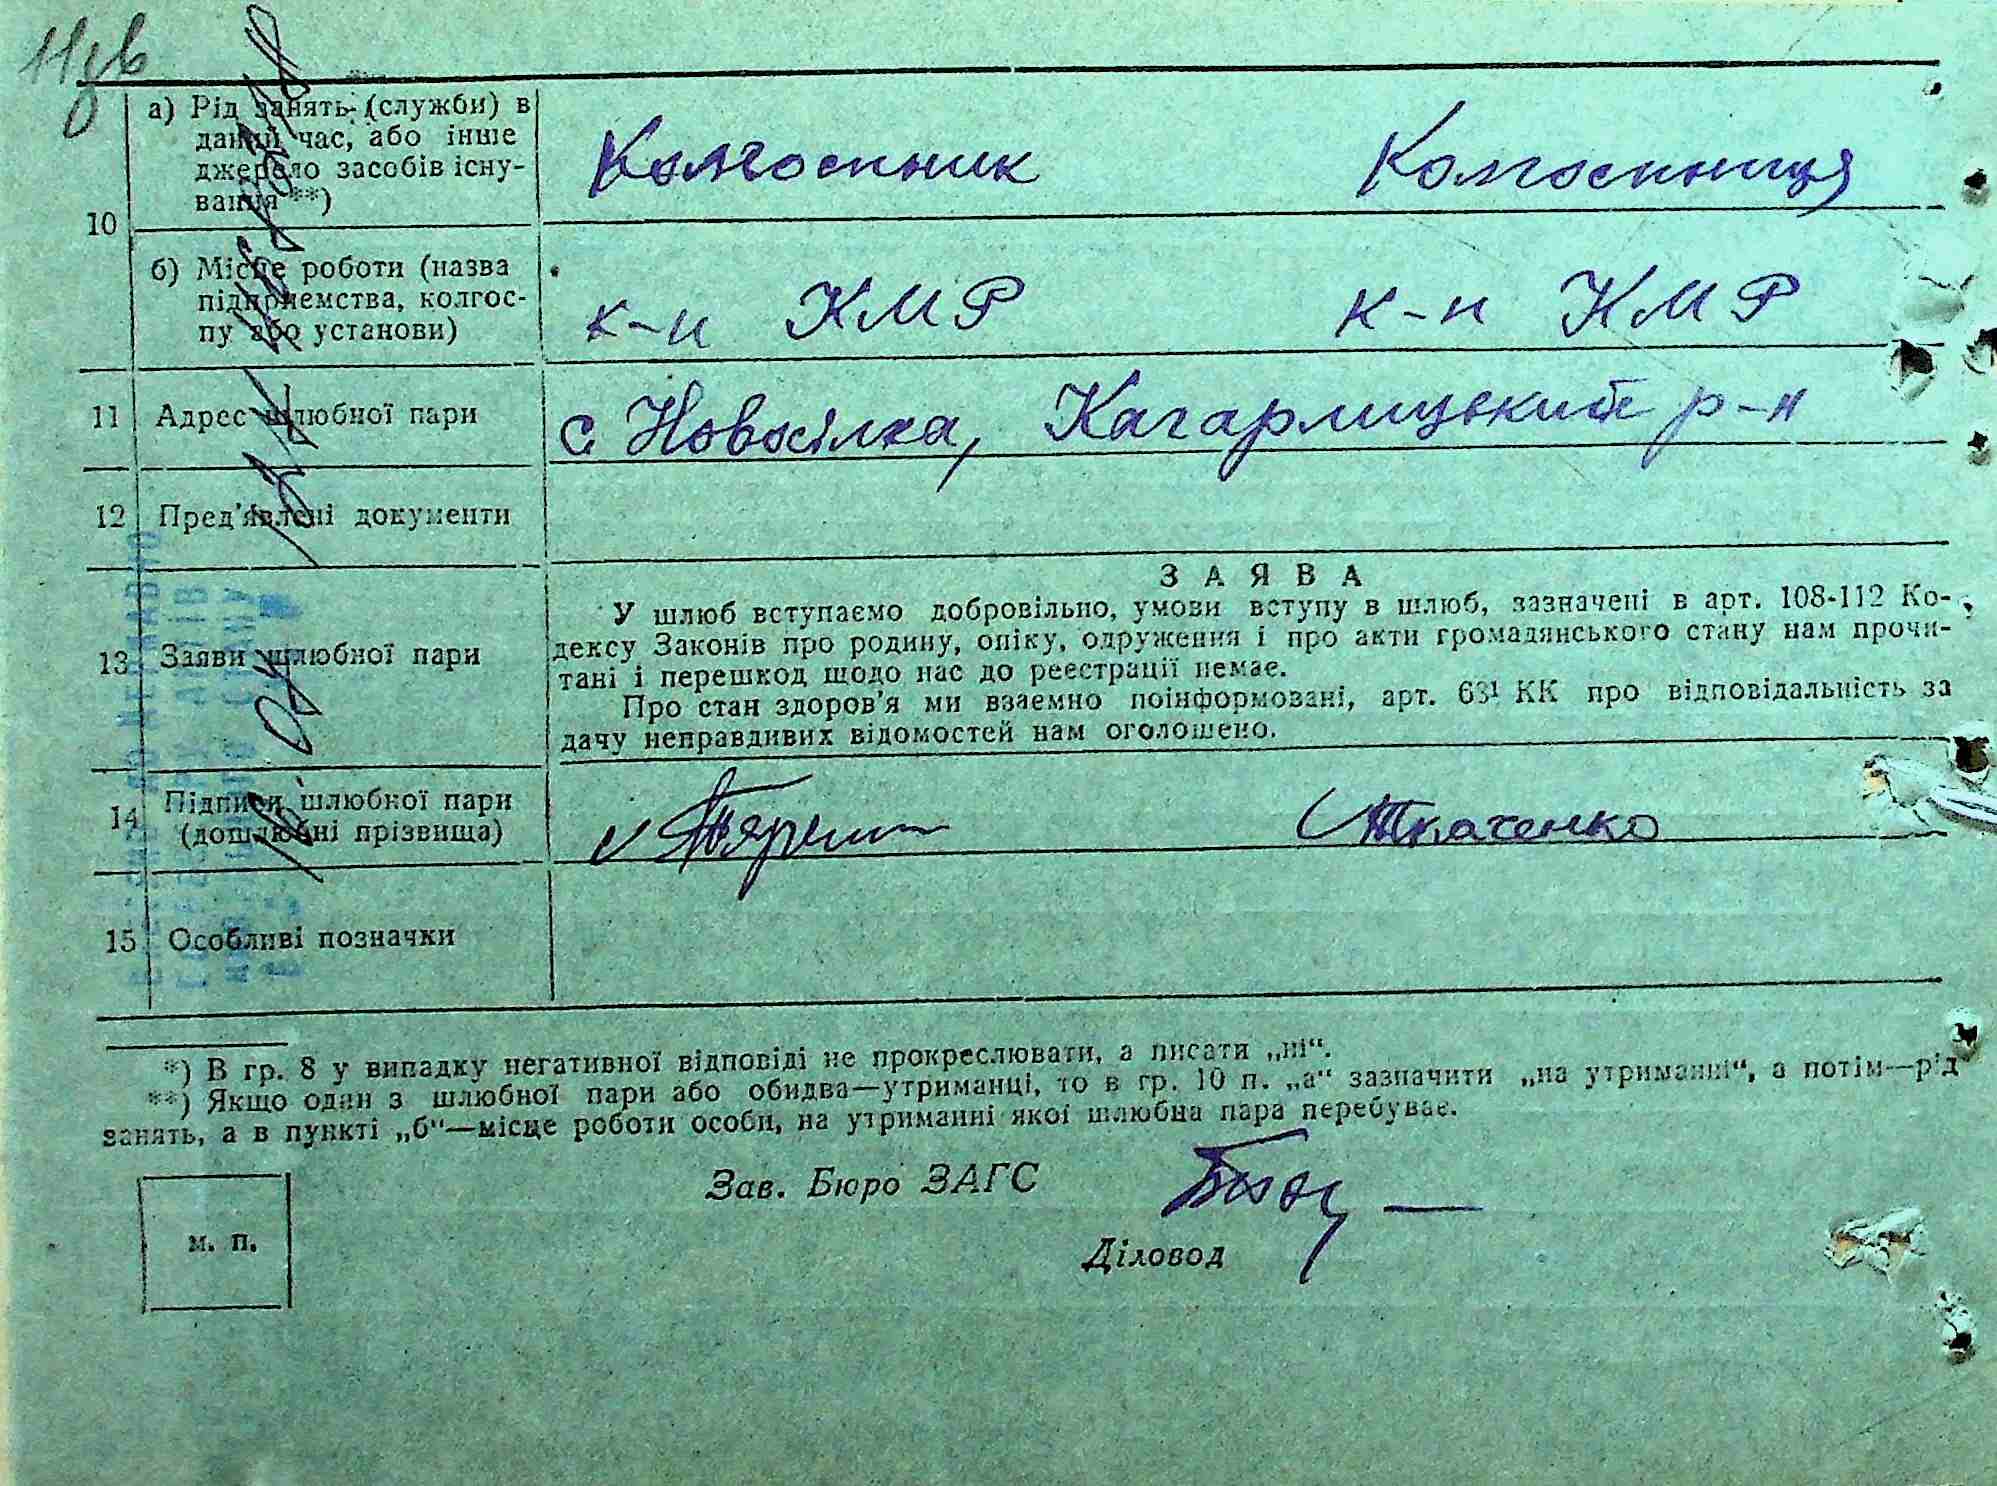 11зв
10
а) Рід занять (служби) в
даний час, або інше
джерело засобів існу-
вання **)
Колгоспник Колгоспниця
б) Місце роботи (назва
підприємства, колгос-
пу або установи)
к-п КМР к-п КМР
11 Адрес шлюбної пари с Новосілка, Кагарлицький р-н
12 Пред'явлені документи
13 Заяви шлюбної пари
ЗАЯВА
У шлюб вступаємо добровільно, умови вступу в шлюб, зазначені в арт. 108-112 Ко-
дексу Законів про родину, опіку, одруження і про акти громадянського стану нам прочи-
тані і перешкод щодо нас до реєстрації немає.
Про стан здоров'я ми взаємно поінформовані, арт. 63¹ КК про відповідальність за
дачу неправдивих відомостей нам оголошено.
14 Підписи шлюбної пари
(дошлюбні прізвища)
Ткаченко
15 Особливі позначки
*) В гр. 8 у випадку негативної відповіді не прокреслювати, а писати „ні“.
**) Якщо один з шлюбної пари або обидва—утриманці, то в гр. 10 п. „а“ зазначити „на утриманні“, а потім—рід
занять, а в пункті „б“—місце роботи особи, на утриманні якої шлюбна пара перебуває.
Зав. Бюро ЗАГС
Діловод
м. п.